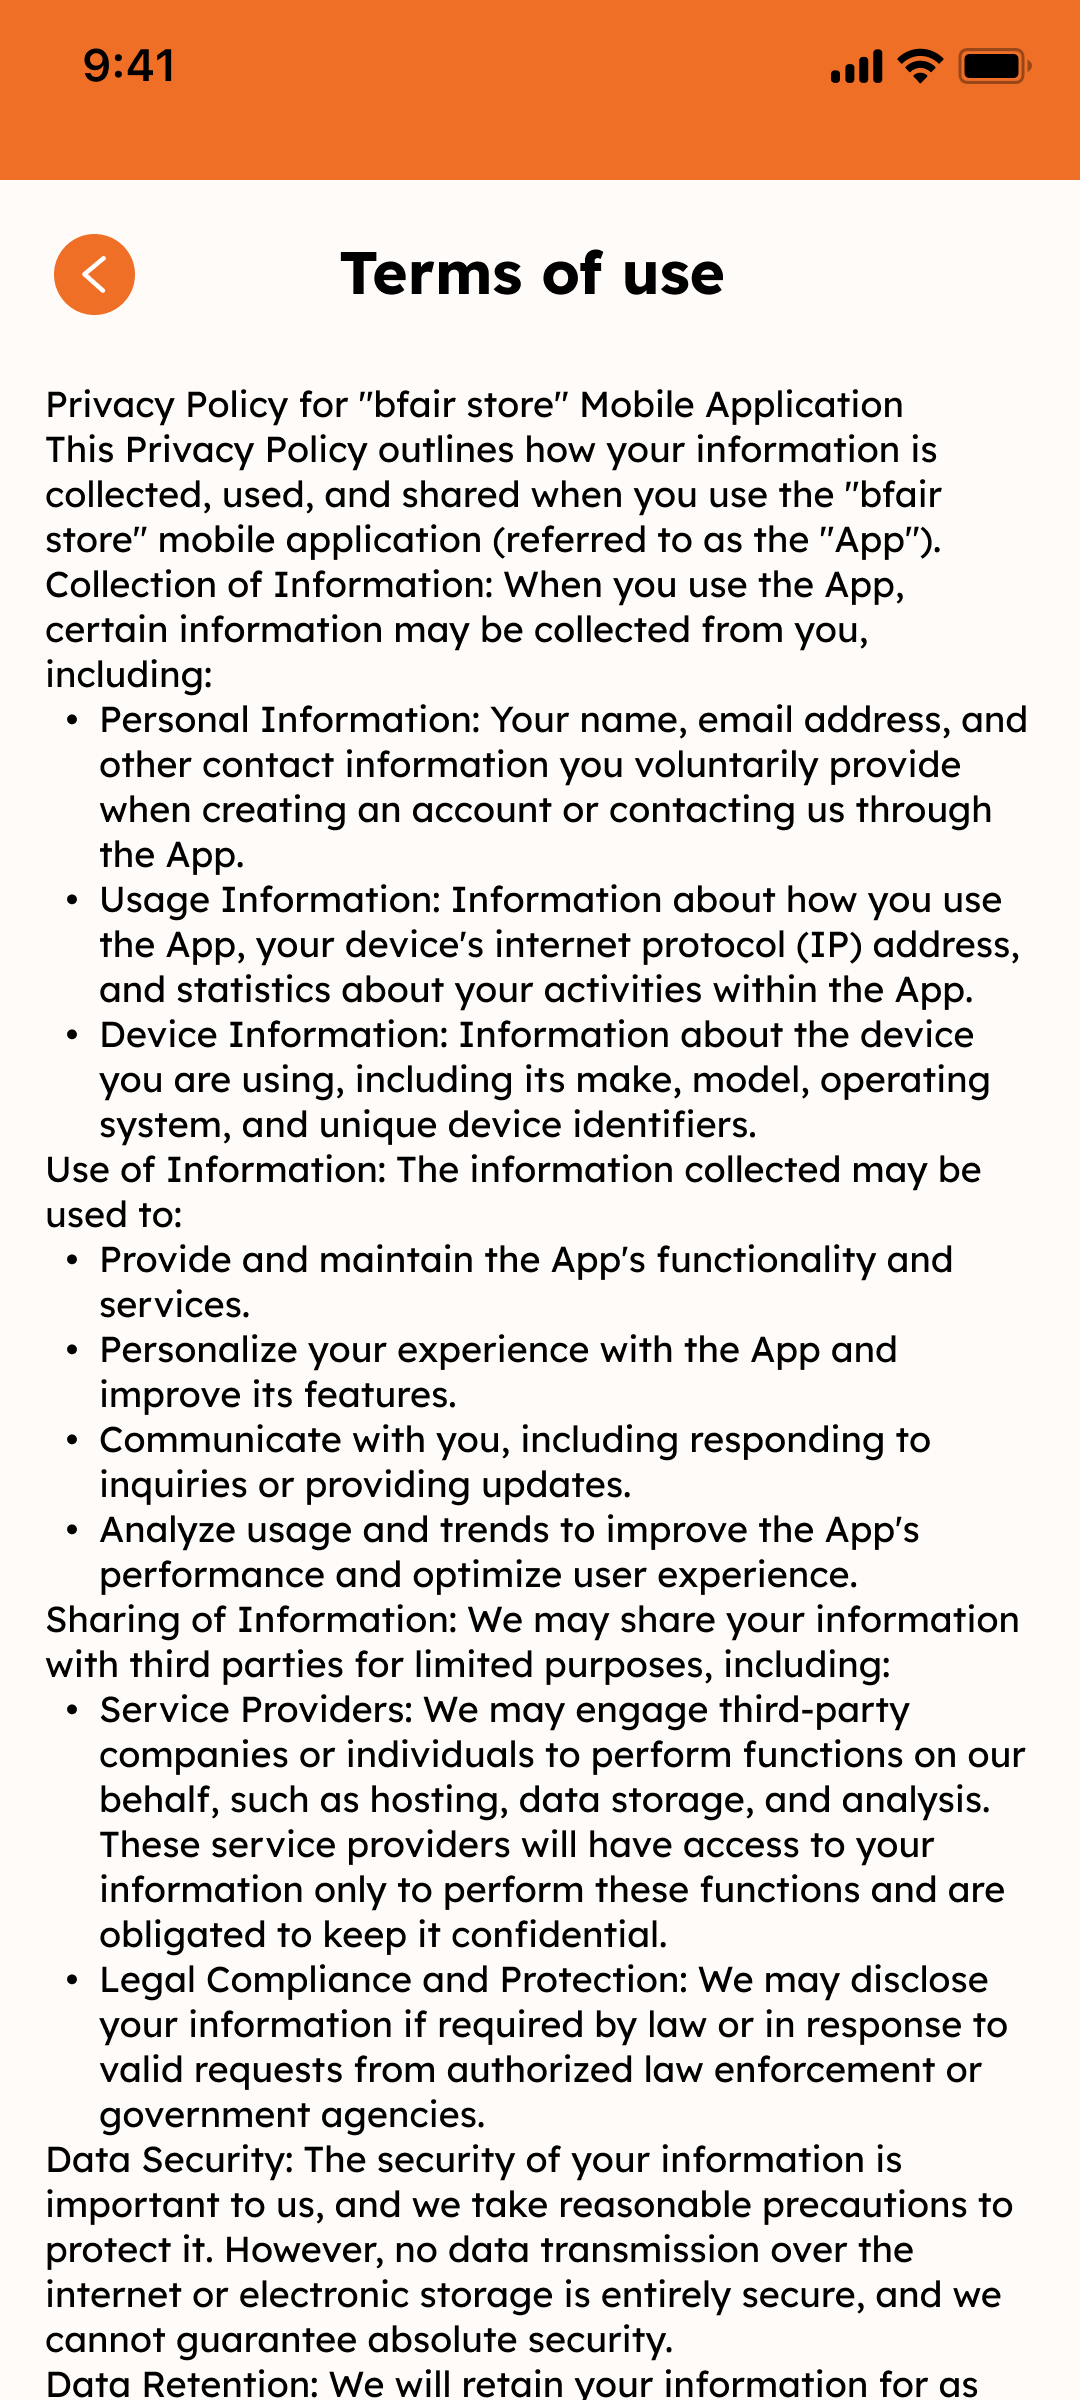 9:41
Terms of use
Privacy Policy for "bfair store" Mobile Application
This Privacy Policy outlines how your information is
collected, used, and shared when you use the "bfair
store" mobile application (referred to as the "App").
Collection of Information: When you use the App,
certain information may be collected from you,
including:
• Personal Information: Your name, email address, and
other contact information you voluntarily provide
when creating an account or contacting us through
the App.
• Usage Information: Information about how you use
the App, your device's internet protocol (IP) address,
and statistics about your activities within the App.
• Device Information: Information about the device
you are using, including its make, model, operating
system, and unique device identifiers.
Use of Information: The information collected may be
used to:
• Provide and maintain the App's functionality and
services.
• Personalize your experience with the App and
improve its features.
• Communicate with you, including responding to
inquiries or providing updates.
• Analyze usage and trends to improve the App's
performance and optimize user experience.
Sharing of Information: We may share your information
with third parties for limited purposes, including:
• Service Providers: We may engage third-party
companies or individuals to perform functions on our
behalf, such as hosting, data storage, and analysis.
These service providers will have access to your
information only to perform these functions and are
obligated to keep it confidential.
• Legal Compliance and Protection: We may disclose
your information if required by law or in response to
valid requests from authorized law enforcement or
government agencies.
Data Security: The security of your information is
important to us, and we take reasonable precautions to
protect it. However, no data transmission over the
internet or electronic storage is entirely secure, and we
cannot guarantee absolute security.
Data Retention: We will retain your information for as